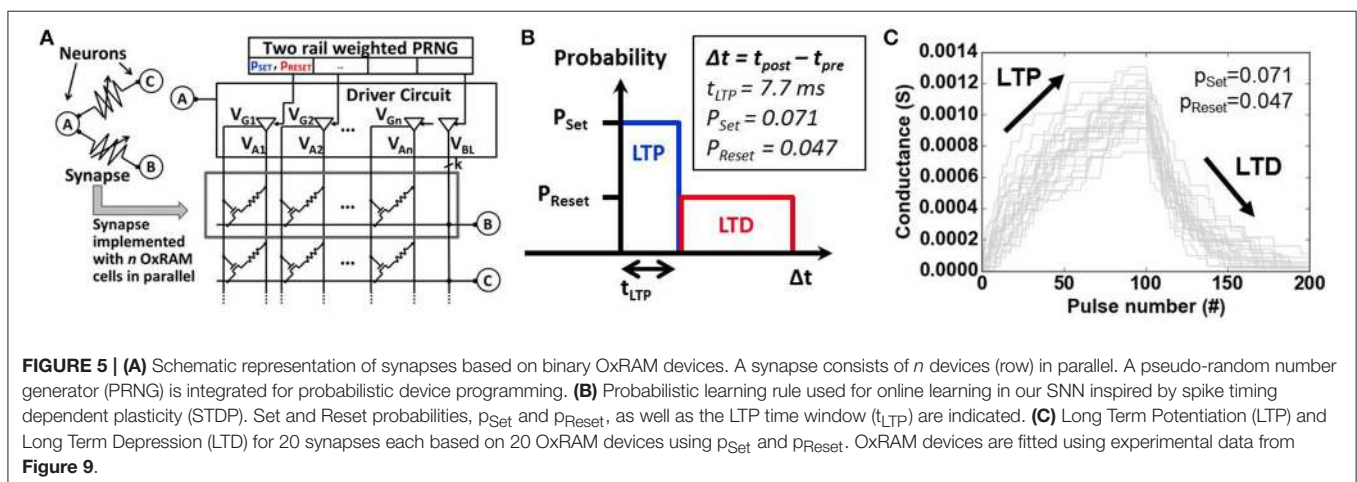 A
Neurons
C
A
B
Synapse
Synapse
implemented
with n OxRAM
cells in parallel
Two rail weighted PRNG
PSET, PRESET
..
A
Driver Circuit
VG1 VG2 ... VGn
VA1 VA2 VAn VBL
k
...
B
...
C
B
Probability
Δt = tpost − tpre
tLTP = 7.7 ms
PSet = 0.071
PReset = 0.047
PSet
LTP
PReset
LTD
tLTP
Δt
C
Conductance (S)
0.0014
0.0012
0.0010
0.0008
0.0006
0.0004
0.0002
0.0000
LTP
pSet=0.071
pReset=0.047
LTD
0 50 100 150 200
Pulse number (#)
FIGURE 5 | (A) Schematic representation of synapses based on binary OxRAM devices. A synapse consists of n devices (row) in parallel. A pseudo-random number
generator (PRNG) is integrated for probabilistic device programming. (B) Probabilistic learning rule used for online learning in our SNN inspired by spike timing
dependent plasticity (STDP). Set and Reset probabilities, pSet and pReset, as well as the LTP time window (tLTP) are indicated. (C) Long Term Potentiation (LTP) and
Long Term Depression (LTD) for 20 synapses each based on 20 OxRAM devices using pSet and pReset. OxRAM devices are fitted using experimental data from
Figure 9.